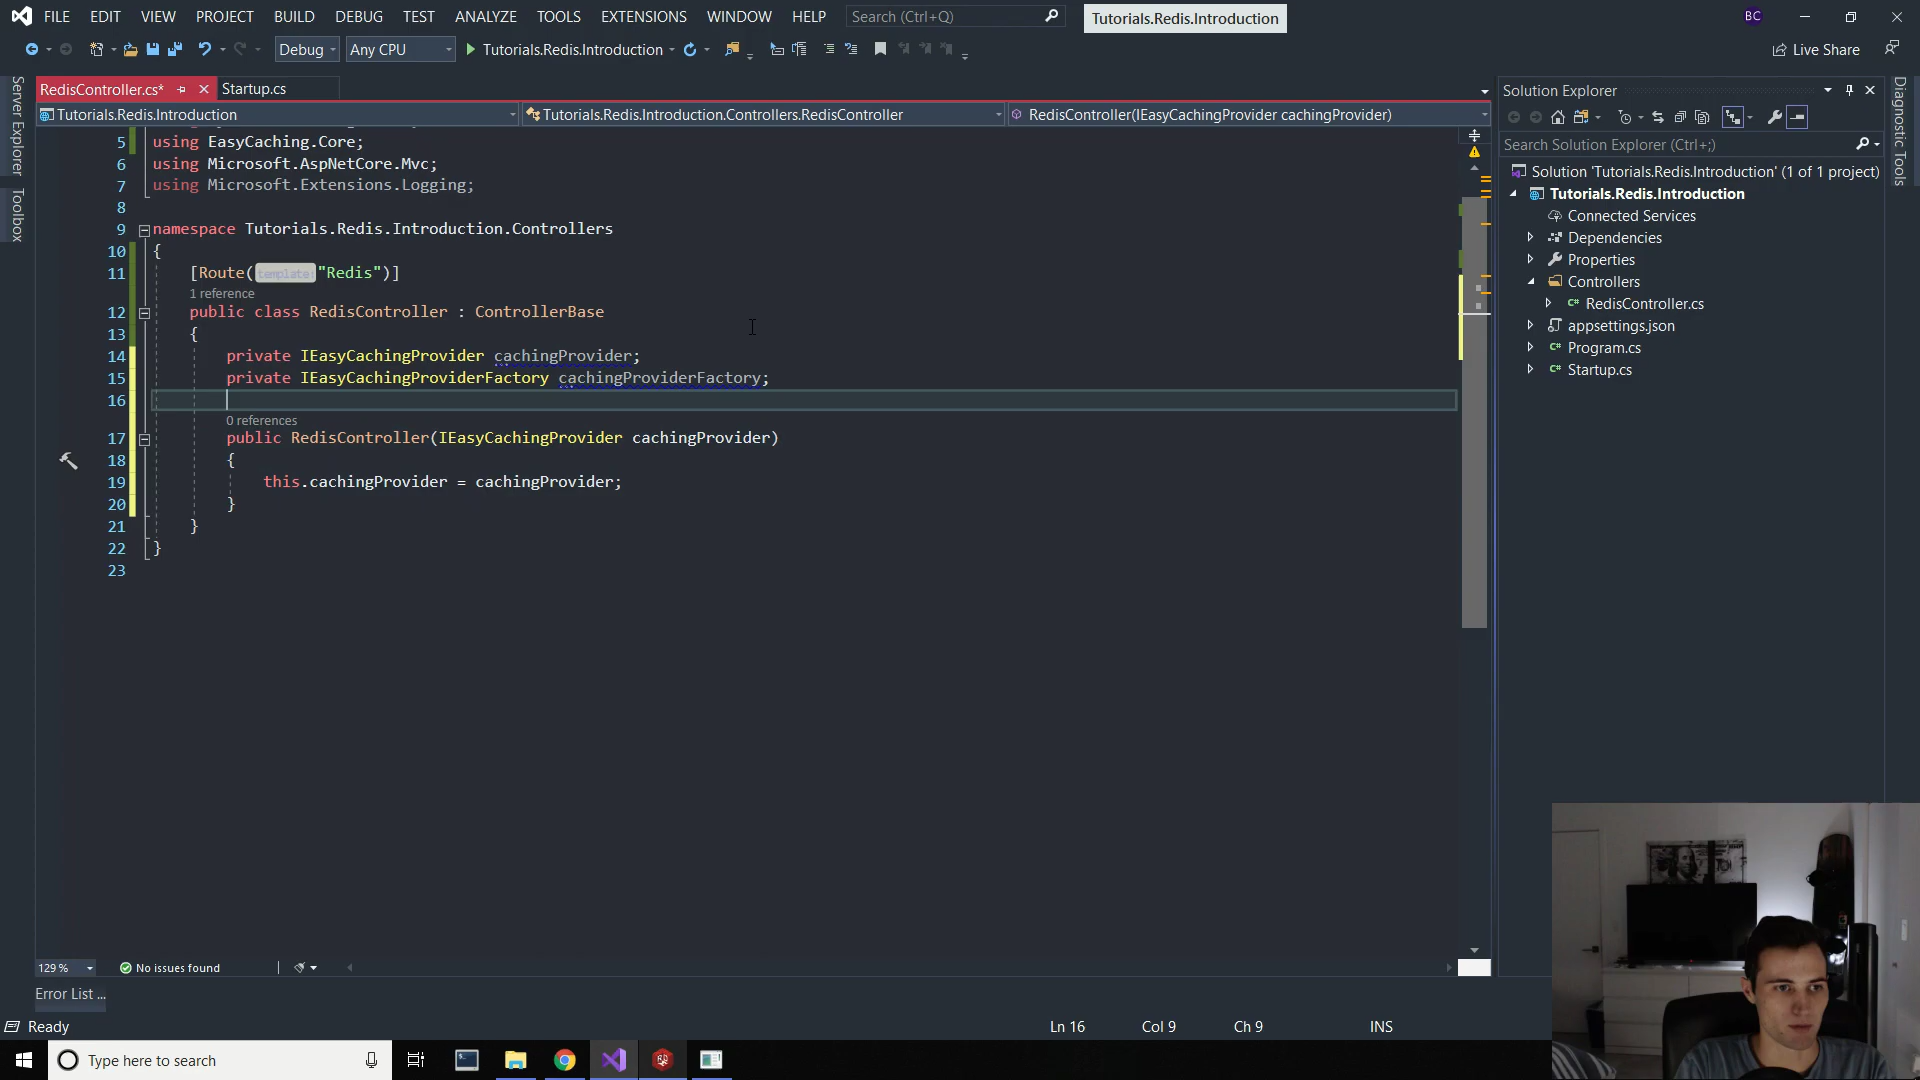 FILE EDIT VIEW PROJECT BUILD DEBUG TEST ANALYZE TOOLS EXTENSIONS WINDOW HELP Search (Ctrl+Q) Tutorials.Redis.Introduction BC
Debug Any CPU Tutorials.Redis.Introduction Live Share
Server Explorer
Toolbox
RedisController.cs* Startup.cs
Tutorials.Redis.Introduction Tutorials.Redis.Introduction.Controllers.RedisController RedisController(IEasyCachingProvider cachingProvider)
5 using EasyCaching.Core;
6 using Microsoft.AspNetCore.Mvc;
7 using Microsoft.Extensions.Logging;
8
9 namespace Tutorials.Redis.Introduction.Controllers
10 {
11 [Route(template:"Redis")]
1 reference
12 public class RedisController : ControllerBase
13 {
14 private IEasyCachingProvider cachingProvider;
15 private IEasyCachingProviderFactory cachingProviderFactory;
16
0 references
17 public RedisController(IEasyCachingProvider cachingProvider)
18 {
19 this.cachingProvider = cachingProvider;
20 }
21 }
22 }
23
Solution Explorer
Search Solution Explorer (Ctrl+;)
Solution 'Tutorials.Redis.Introduction' (1 of 1 project)
Tutorials.Redis.Introduction
Connected Services
Dependencies
Properties
Controllers
RedisController.cs
appsettings.json
Program.cs
Startup.cs
Diagnostic Tools
129 % No issues found
Error List ...
Ready Ln 16 Col 9 Ch 9 INS
Type here to search